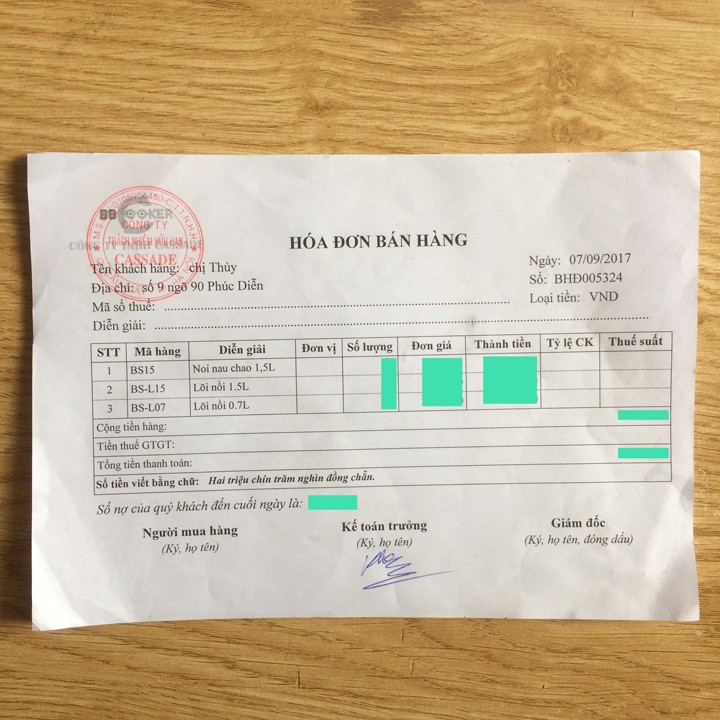 BBCOOKER
CÔNG TY TNHH CASSADE
CÔNG TY
TRÁCH NHIỆM HỮU HẠN
CASSADE
HÓA ĐƠN BÁN HÀNG
Ngày: 07/09/2017
Số: BHĐ005324
Loại tiền: VND
Tên khách hàng: chị Thủy
Địa chỉ: số 9 ngõ 90 Phúc Diễn
Mã số thuế:
Diễn giải:
STT Mã hàng Diễn giải Đơn vị Số lượng Đơn giá Thành tiền Tỷ lệ CK Thuế suất
1 BS15 Noi nau chao 1,5L
2 BS-L15 Lõi nồi 1.5L
3 BS-L07 Lõi nồi 0.7L
Cộng tiền hàng:
Tiền thuế GTGT:
Tổng tiền thanh toán:
Số tiền viết bằng chữ: Hai triệu chín trăm nghìn đồng chẵn.
Số nợ của quý khách đến cuối ngày là:
Người mua hàng Kế toán trưởng Giám đốc
(Ký, họ tên) (Ký, họ tên) (Ký, họ tên, đóng dấu)